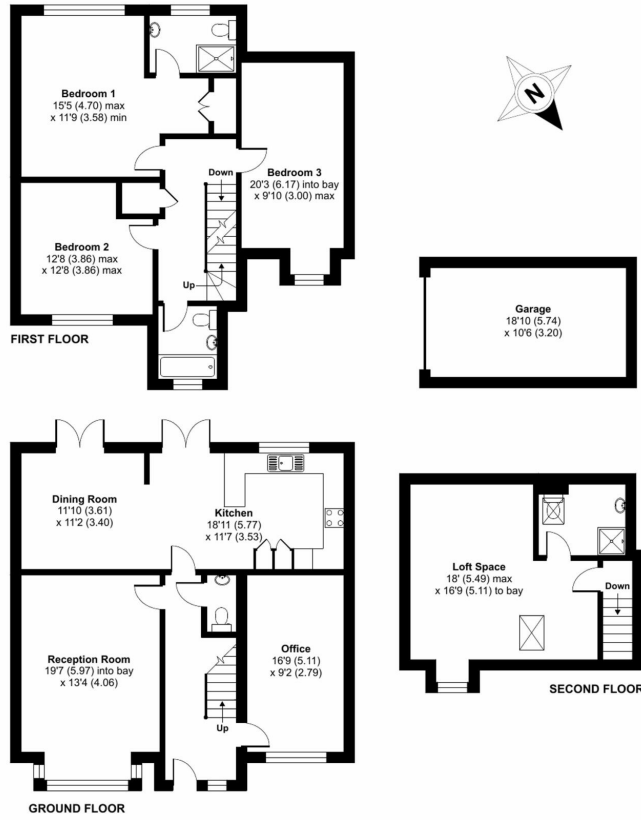 Bedroom 1
15'5 (4.70) max
x 11'9 (3.58) min
Down
Bedroom 3
20'3 (6.17) into bay
x 9'10 (3.00) max
Bedroom 2
12'8 (3.86) max
x 12'8 (3.86) max
Up
FIRST FLOOR
N
Garage
18'10 (5.74)
x 10'6 (3.20)
Dining Room
11'10 (3.61)
x 11'2 (3.40)
Kitchen
18'11 (5.77)
x 11'7 (3.53)
Reception Room
19'7 (5.97) into bay
x 13'4 (4.06)
Office
16'9 (5.11)
x 9'2 (2.79)
Up
GROUND FLOOR
Loft Space
18' (5.49) max
x 16'9 (5.11) to bay
Down
SECOND FLOOR